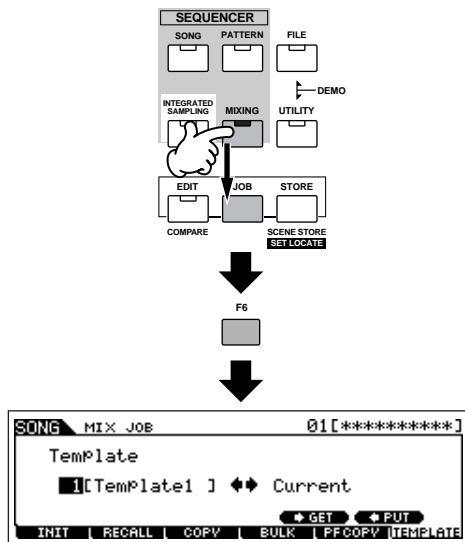 SEQUENCER
SONG PATTERN FILE
DEMO
INTEGRATED SAMPLING MIXING UTILITY
EDIT JOB STORE
COMPARE SCENE STORE
SET LOCATE
F6
SONG MIX JOB 01[**********]
Template
1[Template1 ] Current
GET PUT
INIT RECALL COPY BULK PFCOPY TEMPLATE